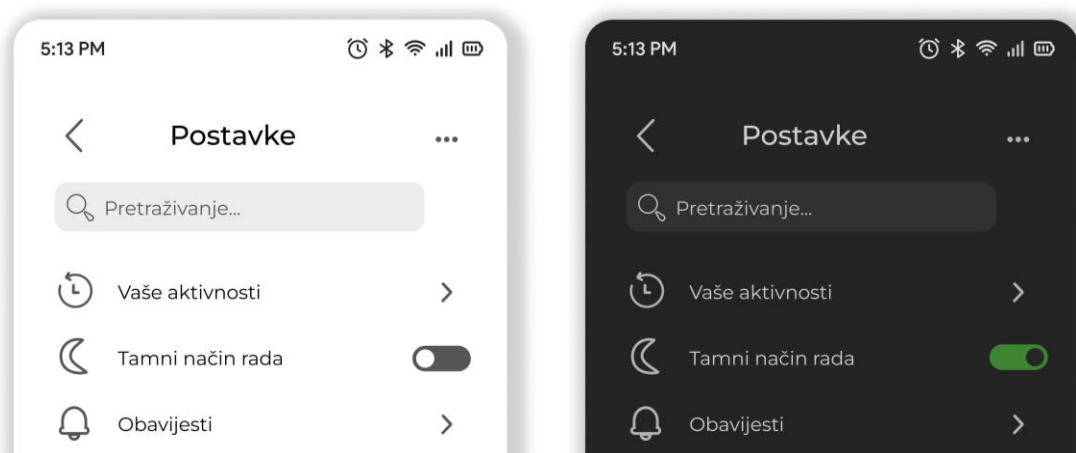 5:13 PM
Postavke
Pretraživanje...
Vaše aktivnosti
Tamni način rada
Obavijesti
5:13 PM
Postavke
Pretraživanje...
Vaše aktivnosti
Tamni način rada
Obavijesti